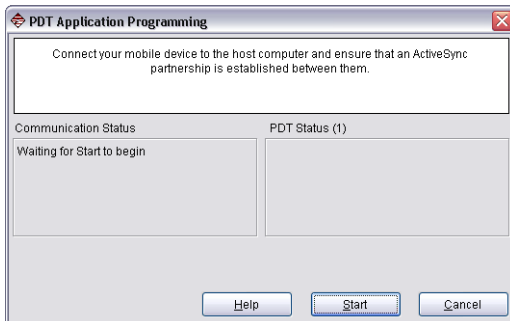 PDT Application Programming
Connect your mobile device to the host computer and ensure that an ActiveSync
partnership is established between them.
Communication Status
PDT Status (1)
Waiting for Start to begin
Help
Start
Cancel